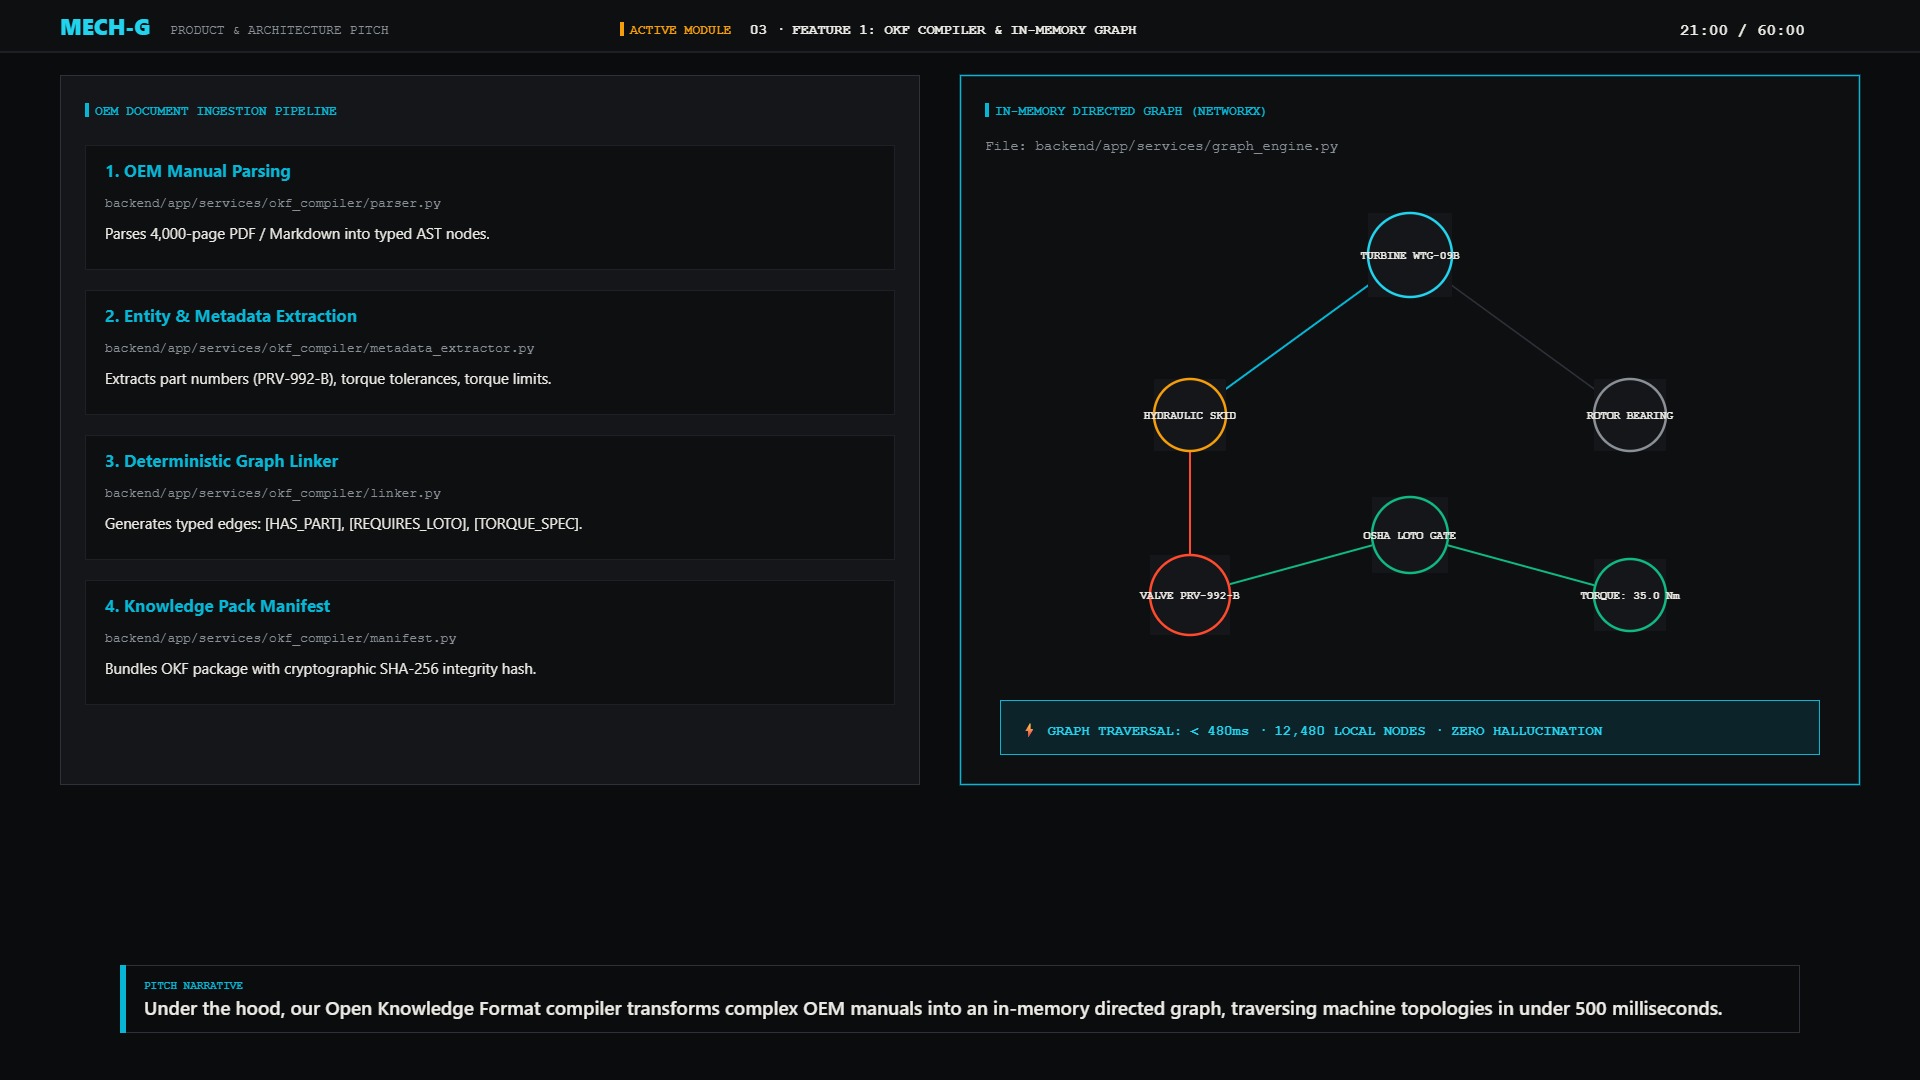 MECH-G PRODUCT & ARCHITECTURE PITCH
ACTIVE MODULE 03 · FEATURE 1: OKF COMPILER & IN-MEMORY GRAPH
21:00 / 60:00
OEM DOCUMENT INGESTION PIPELINE
1. OEM Manual Parsing
backend/app/services/okf_compiler/parser.py
Parses 4,000-page PDF / Markdown into typed AST nodes.
2. Entity & Metadata Extraction
backend/app/services/okf_compiler/metadata_extractor.py
Extracts part numbers (PRV-992-B), torque tolerances, torque limits.
3. Deterministic Graph Linker
backend/app/services/okf_compiler/linker.py
Generates typed edges: [HAS_PART], [REQUIRES_LOTO], [TORQUE_SPEC].
4. Knowledge Pack Manifest
backend/app/services/okf_compiler/manifest.py
Bundles OKF package with cryptographic SHA-256 integrity hash.
IN-MEMORY DIRECTED GRAPH (NETWORKX)
File: backend/app/services/graph_engine.py
TURBINE WTG-09B
HYDRAULIC SKID
ROTOR BEARING
OSHA LOTO GATE
VALVE PRV-992-B
TORQUE: 35.0 Nm
GRAPH TRAVERSAL: < 480ms · 12,480 LOCAL NODES · ZERO HALLUCINATION
PITCH NARRATIVE
Under the hood, our Open Knowledge Format compiler transforms complex OEM manuals into an in-memory directed graph, traversing machine topologies in under 500 milliseconds.